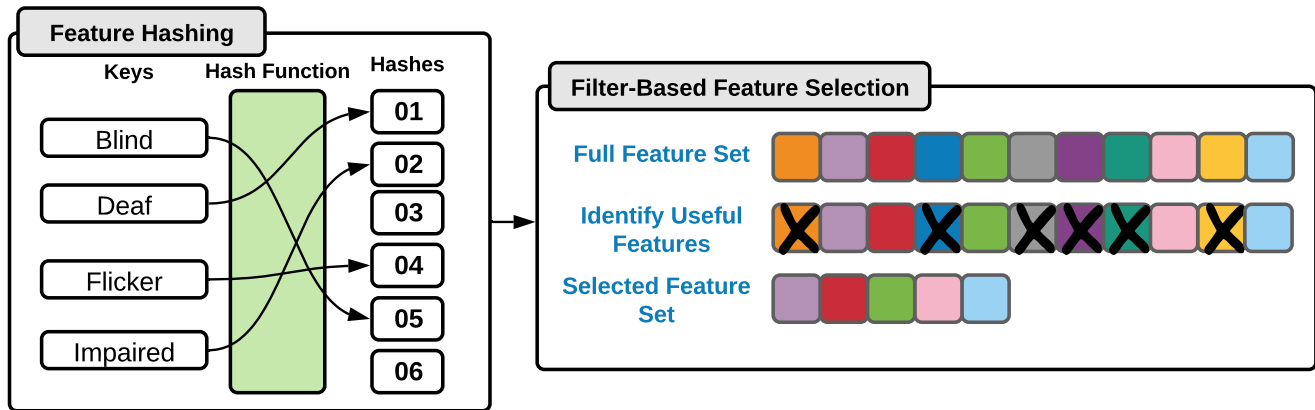 Feature Hashing
Keys
Hash Function
Hashes
Blind
Deaf
Flicker
Impaired
01
02
03
04
05
06
Filter-Based Feature Selection
Full Feature Set
Identify Useful
Features
Selected Feature
Set